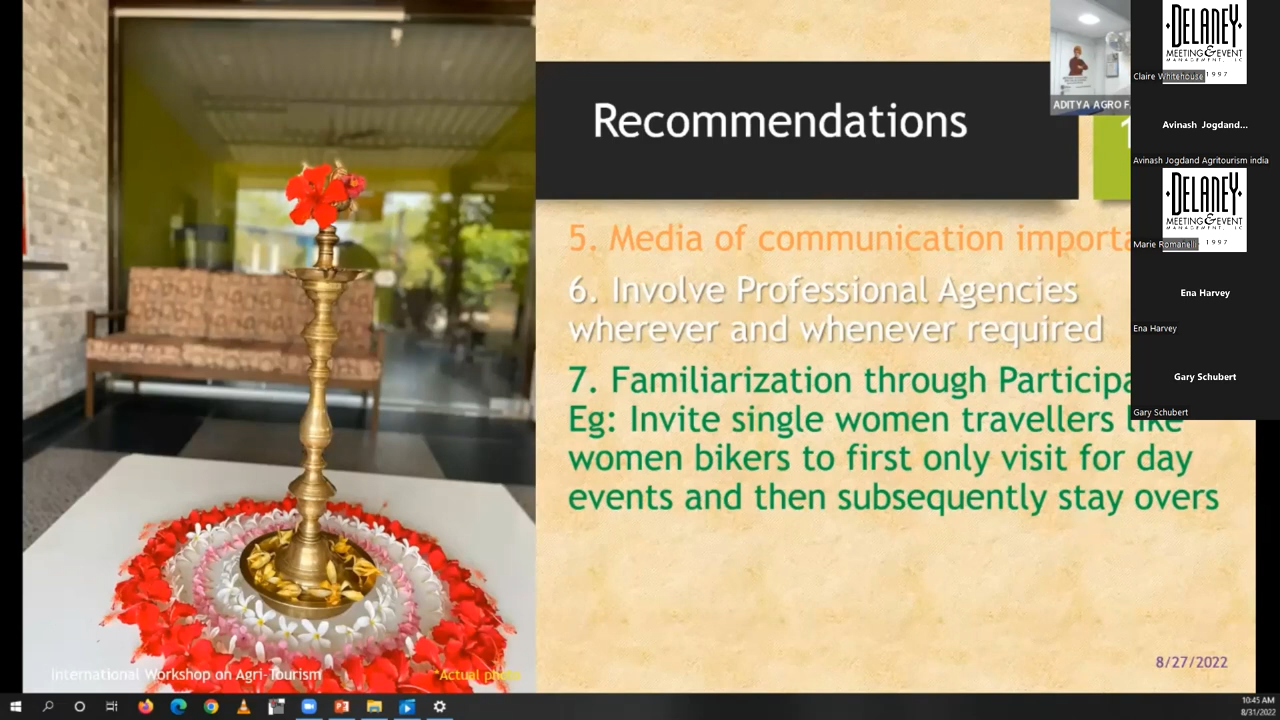 Recommendations
5. Media of communication
6. Involve Professional Agencies
wherever and whenever required
7. Familiarization through
Eg: Invite single women travellers like
women bikers to first only visit for day
events and then subsequently stay overs
International Workshop on Agri-Tourism
*Actual
8/27/2022
ADITYA AGRO F
DELANEY
MEETING & EVENT
1997
Claire Whitehouse
Avinash Jogdand...
Avinash Jogdand Agritourism india
DELANEY
MEETING & EVENT
1997
Marie Romanelli
Ena Harvey
Ena Harvey
Gary Schubert
Gary Schubert
10:45 AM
8/31/2022